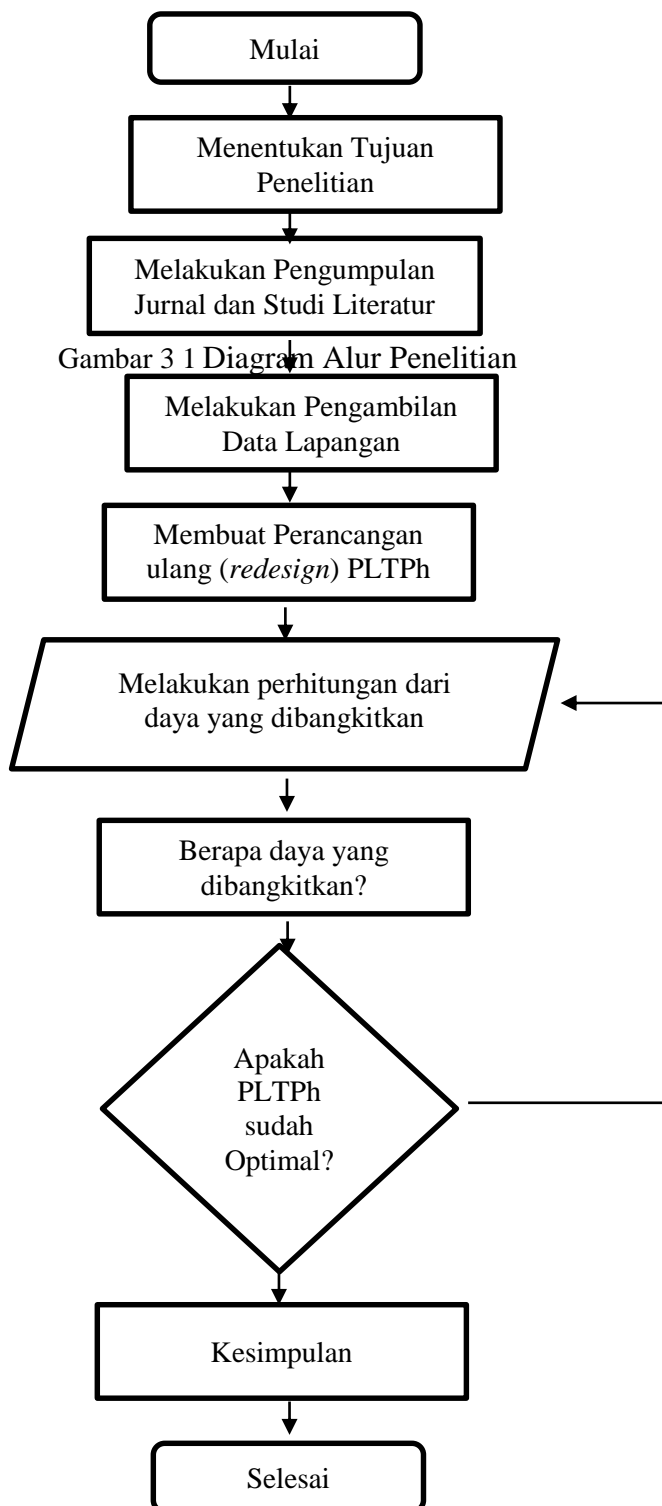 Mulai
Menentukan Tujuan
Penelitian
Melakukan Pengumpulan
Jurnal dan Studi Literatur
Gambar 3 1 Diagram Alur Penelitian
Melakukan Pengambilan
Data Lapangan
Membuat Perancangan
ulang (redesign) PLTPh
Melakukan perhitungan dari
daya yang dibangkitkan
Berapa daya yang
dibangkitkan?
Apakah
PLTPh
sudah
Optimal?
Kesimpulan
Selesai